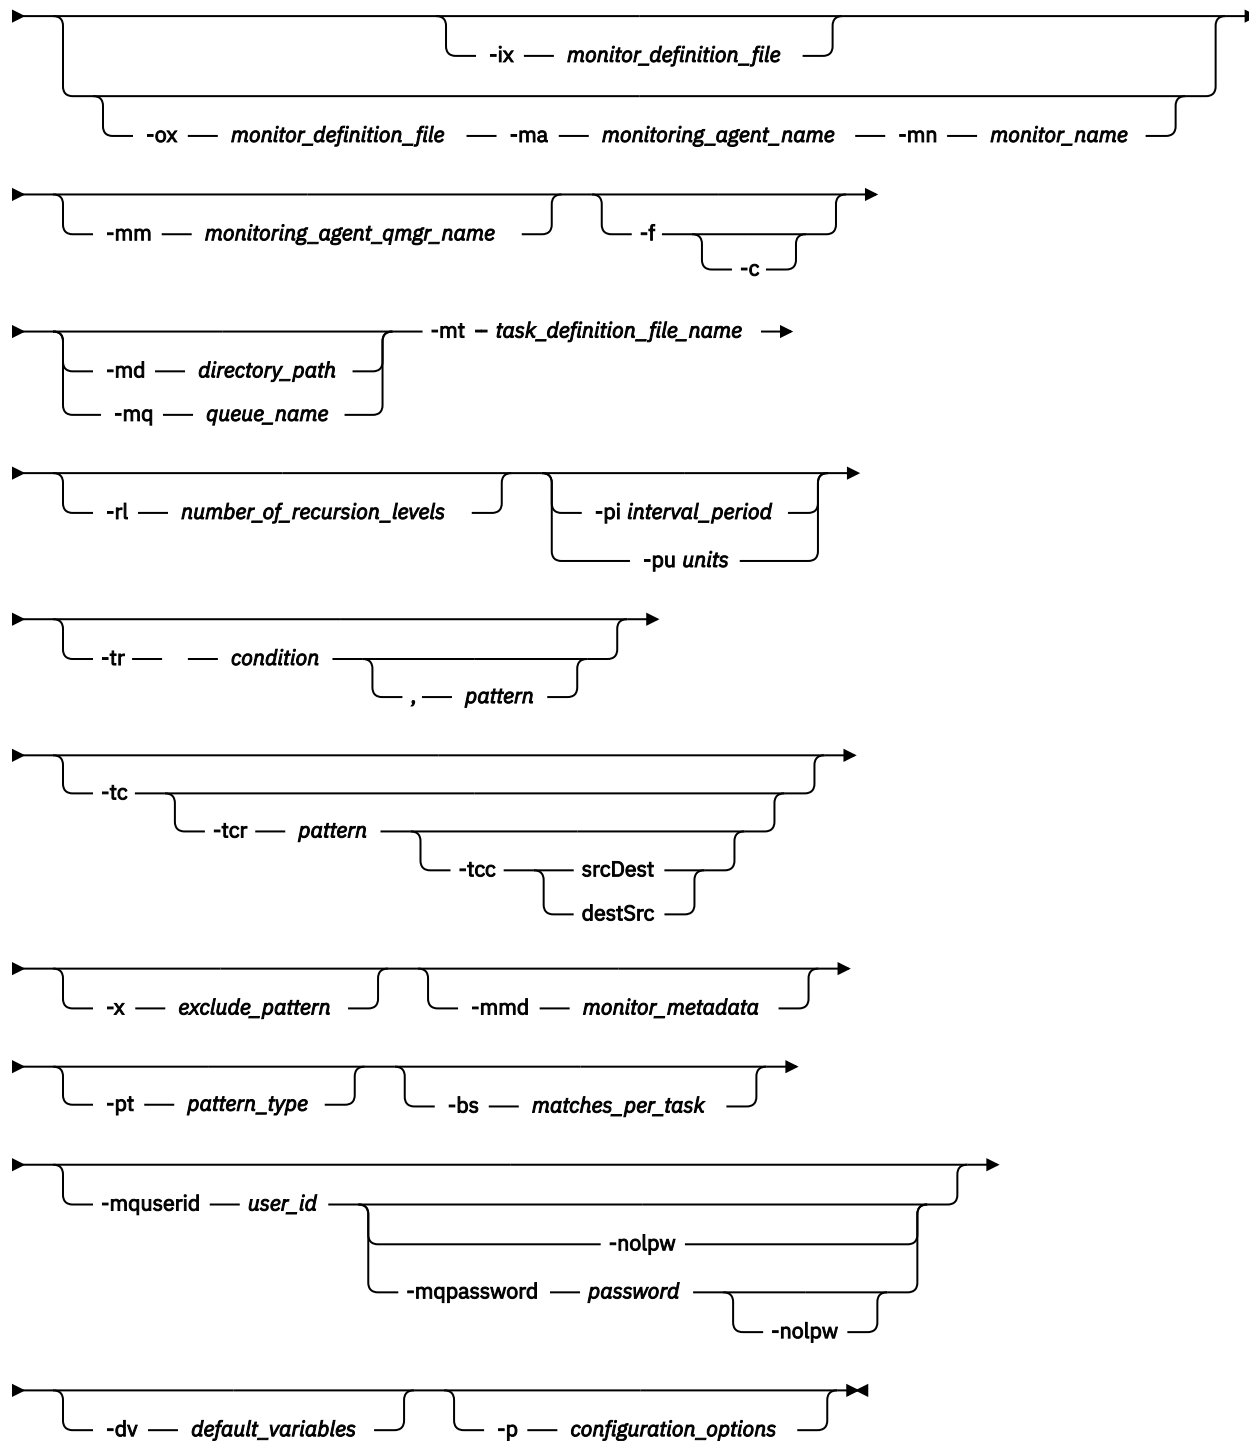 -ix monitor_definition_file
-ox monitor_definition_file -ma monitoring_agent_name -mn monitor_name
-mm monitoring_agent_qmgr_name -f
-c
-mt task_definition_file_name
-md directory_path
-mq queue_name
-rl number_of_recursion_levels -pi interval_period
-pu units
-tr condition
, pattern
-tc
-tcr pattern
-tcc srcDest
destSrc
-x exclude_pattern -mmd monitor_metadata
-pt pattern_type -bs matches_per_task
-mquserid user_id
-nolpw
-mqpassword password
-nolpw
-dv default_variables -p configuration_options